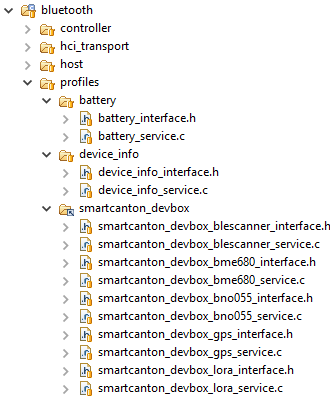 bluetooth
controller
hci_transport
host
profiles
battery
battery_interface.h
battery_service.c
device_info
device_info_interface.h
device_info_service.c
smartcanton_devbox
smartcanton_devbox_blescanner_interface.h
smartcanton_devbox_blescanner_service.c
smartcanton_devbox_bme680_interface.h
smartcanton_devbox_bme680_service.c
smartcanton_devbox_bno055_interface.h
smartcanton_devbox_bno055_service.c
smartcanton_devbox_gps_interface.h
smartcanton_devbox_gps_service.c
smartcanton_devbox_lora_interface.h
smartcanton_devbox_lora_service.c